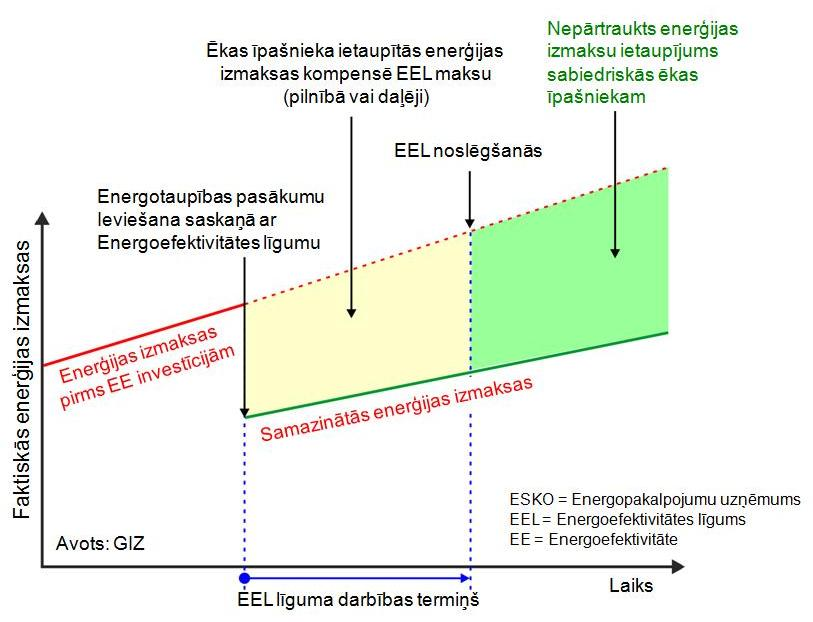 Nepārtraukts enerģijas
izmaksu ietaupījums
sabiedriskās ēkas
īpašniekam
Ēkas īpašnieka ietaupītās enerģijas
izmaksas kompensē EEL maksu
(pilnībā vai daļēji)
EEL noslēgšanās
Energotaupības pasākumu
Ieviešana saskaņā ar
Energoefektivitātes līgumu
Faktiskās enerģijas izmaksas
Enerģijas izmaksas
pirms EE investīcijām
Samazinātās enerģijas izmaksas
ESKO = Energopakalpojumu uzņēmums
EEL = Energoefektivitātes līgums
EE = Energoefektivitāte
Avots: GIZ
Laiks
EEL līguma darbības termiņš